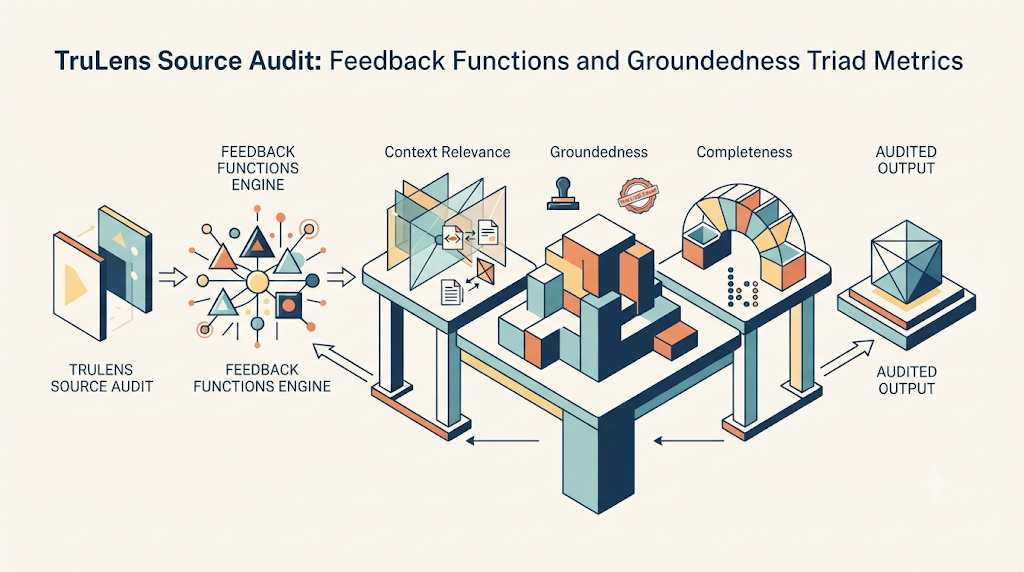 TruLens Source Audit: Feedback Functions and Groundedness Triad Metrics
FEEDBACK
FUNCTIONS
ENGINE
Context Relevance
Groundedness
Completeness
AUDITED
OUTPUT
TRULENS
SOURCE AUDIT
FEEDBACK
FUNCTIONS ENGINE
AUDITED
OUTPUT